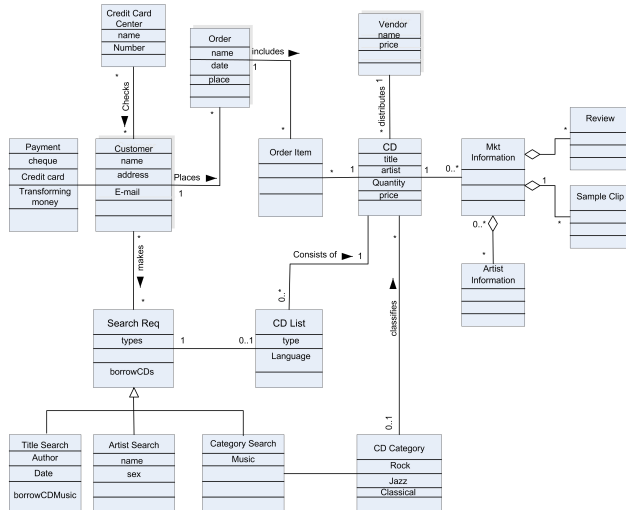 Credit Card
Center
name
Number
*
Checks
*
Order
name
date
place
*
includes
1
*
Vendor
name
price
1
distributes
*
Payment
cheque
Credit card
Transforming
money
Customer
name
address
E-mail
Places
1
*
makes
*
Order Item
*
1
CD
title
artist
Quantity
price
1
0..*
Mkt
Information
*
1
*
Review
Sample Clip
0..*
*
Artist
Information
Consists of
1
0..*
*
classifies
0..1
Search Req
types
borrowCDs
1
0..1
CD List
type
Language
Title Search
Author
Date
borrowCDMusic
Artist Search
name
sex
Category Search
Music
CD Category
Rock
Jazz
Classical